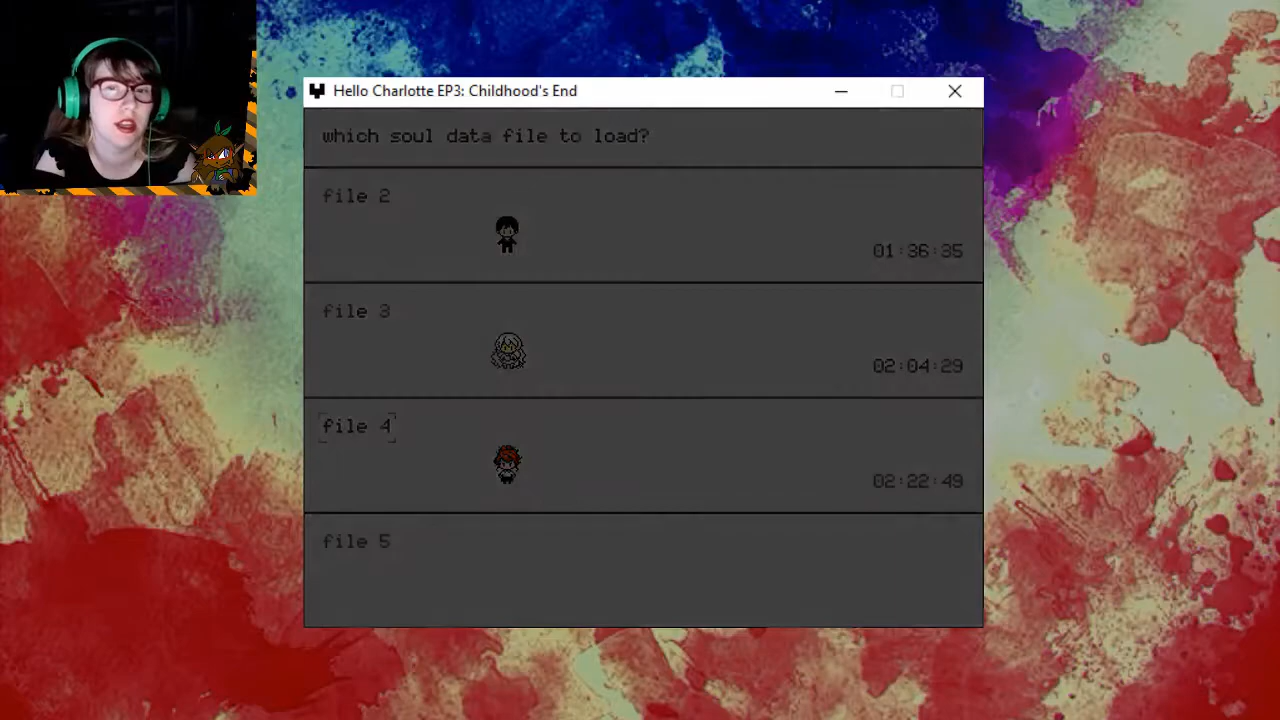 Hello Charlotte EP3: Childhood's End
which soul data file to load?
file 2
01:36:35
file 3
02:04:29
file 4
02:22:49
file 5